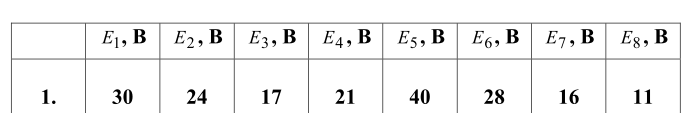 E₁, В E₂, В E₃, В E₄, В E₅, В E₆, В E₇, В E₈, В
1. 30 24 17 21 40 28 16 11